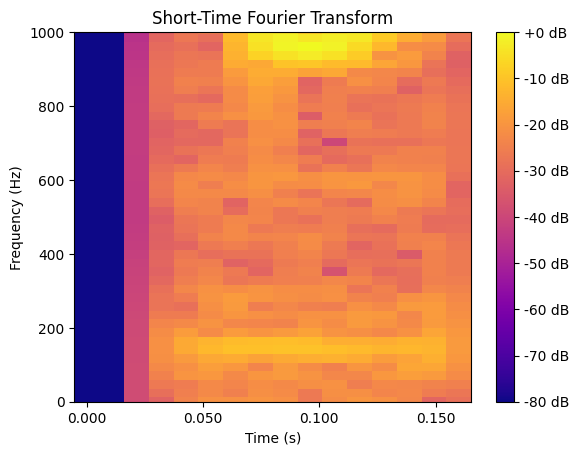 Short-Time Fourier Transform
1000
800
600
400
200
0
Frequency (Hz)
0.000
0.050
0.100
0.150
Time (s)
+0 dB
-10 dB
-20 dB
-30 dB
-40 dB
-50 dB
-60 dB
-70 dB
-80 dB